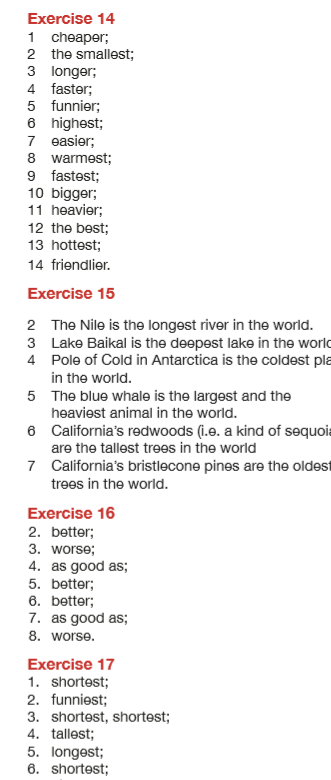 Exercise 14
1 cheaper;
2 the smallest;
3 longer;
4 faster;
5 funnier;
6 highest;
7 easier;
8 warmest;
9 fastest;
10 bigger;
11 heavier;
12 the best;
13 hottest;
14 friendlier.
Exercise 15
2 The Nile is the longest river in the world.
3 Lake Baikal is the deepest lake in the world
4 Pole of Cold in Antarctica is the coldest pla
in the world.
5 The blue whale is the largest and the
heaviest animal in the world.
6 California's redwoods (i.e. a kind of sequoia
are the tallest trees in the world
7 California's bristlecone pines are the oldest
trees in the world.
Exercise 16
2. better;
3. worse;
4. as good as;
5. better;
6. better;
7. as good as;
8. worse.
Exercise 17
1. shortest;
2. funniest;
3. shortest, shortest;
4. tallest;
5. longest;
6. shortest;